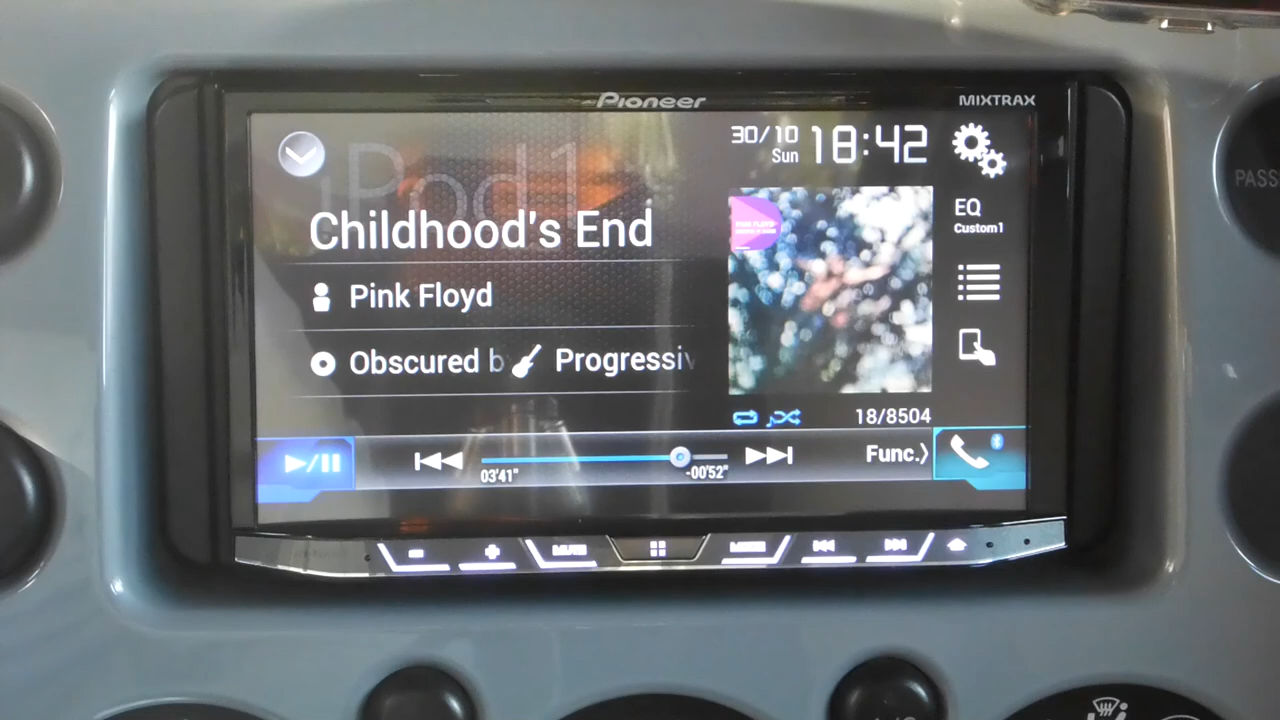 Pioneer
MIXTRAX
iPod1
30/10
Sun
18:42
Childhood's End
EQ
Custom1
Pink Floyd
Obscured b
Progressiv
18/8504
03'41"
-00'52"
Func.
MUTE
PASS